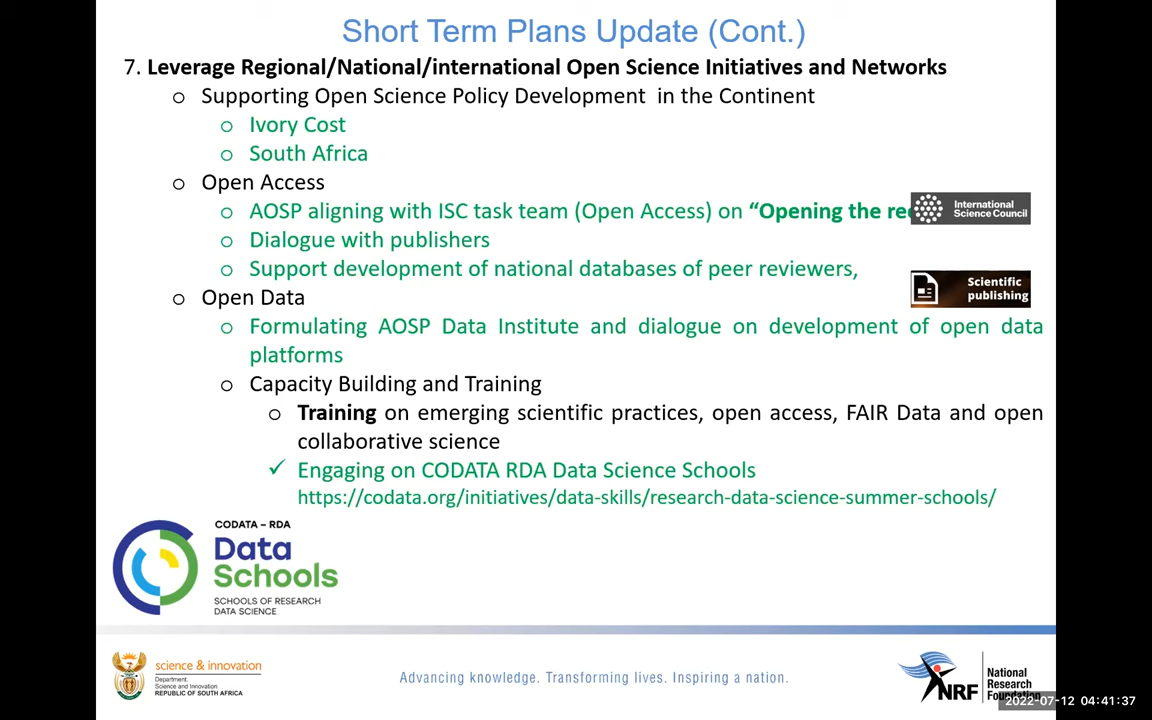 Short Term Plans Update (Cont.)
7. Leverage Regional/National/international Open Science Initiatives and Networks
o Supporting Open Science Policy Development in the Continent
o Ivory Cost
o South Africa
o Open Access
o AOSP aligning with ISC task team (Open Access) on “Opening the
International
Science Council
o Dialogue with publishers
o Support development of national databases of peer reviewers,
Scientific
publishing
o Open Data
o Formulating AOSP Data Institute and dialogue on development of open data
platforms
o Capacity Building and Training
o Training on emerging scientific practices, open access, FAIR Data and open
collaborative science
✓ Engaging on CODATA RDA Data Science Schools
https://codata.org/initiatives/data-skills/research-data-science-summer-schools/
CODATA – RDA
Data
Schools
SCHOOLS OF RESEARCH
DATA SCIENCE
science & innovation
Department:
Science and Innovation
REPUBLIC OF SOUTH AFRICA
Advancing knowledge. Transforming lives. Inspiring a nation.
NRF
National
Research
Foundation
2022-07-12 04:41:37